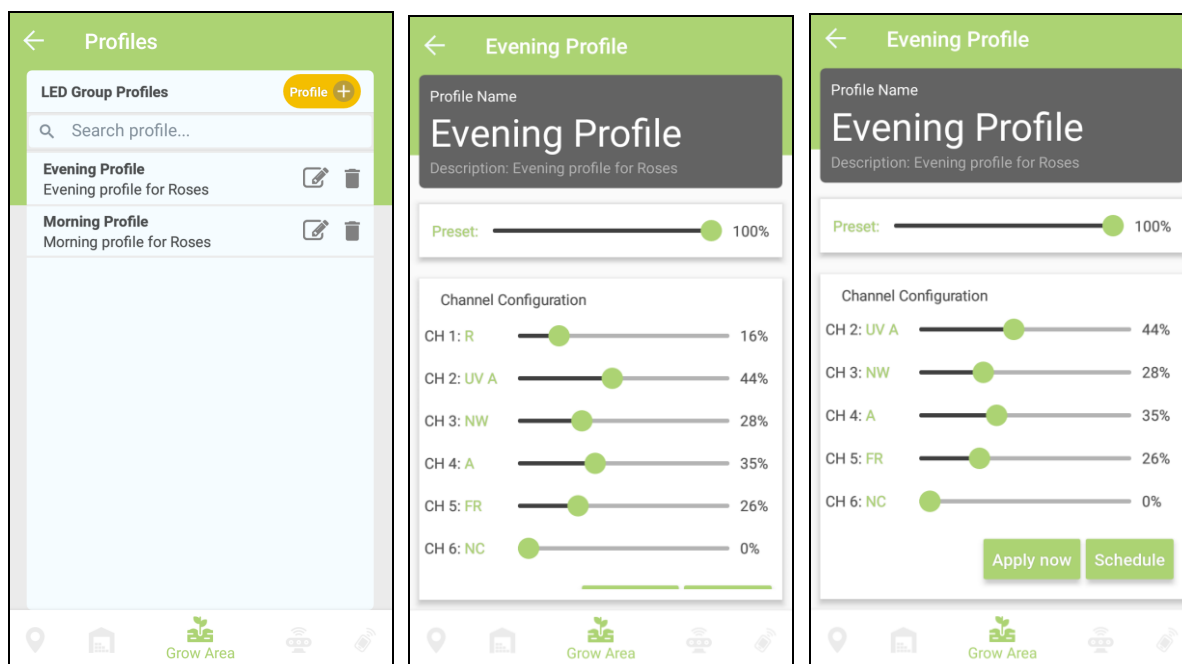 Profiles
LED Group Profiles
Profile
Search profile...
Evening Profile
Evening profile for Roses
Morning Profile
Morning profile for Roses
Grow Area
Evening Profile
Profile Name
Evening Profile
Description: Evening profile for Roses
Preset: 100%
Channel Configuration
CH 1: R 16%
CH 2: UV A 44%
CH 3: NW 28%
CH 4: A 35%
CH 5: FR 26%
CH 6: NC 0%
Grow Area
Evening Profile
Profile Name
Evening Profile
Description: Evening profile for Roses
Preset: 100%
Channel Configuration
CH 2: UV A 44%
CH 3: NW 28%
CH 4: A 35%
CH 5: FR 26%
CH 6: NC 0%
Apply now Schedule
Grow Area